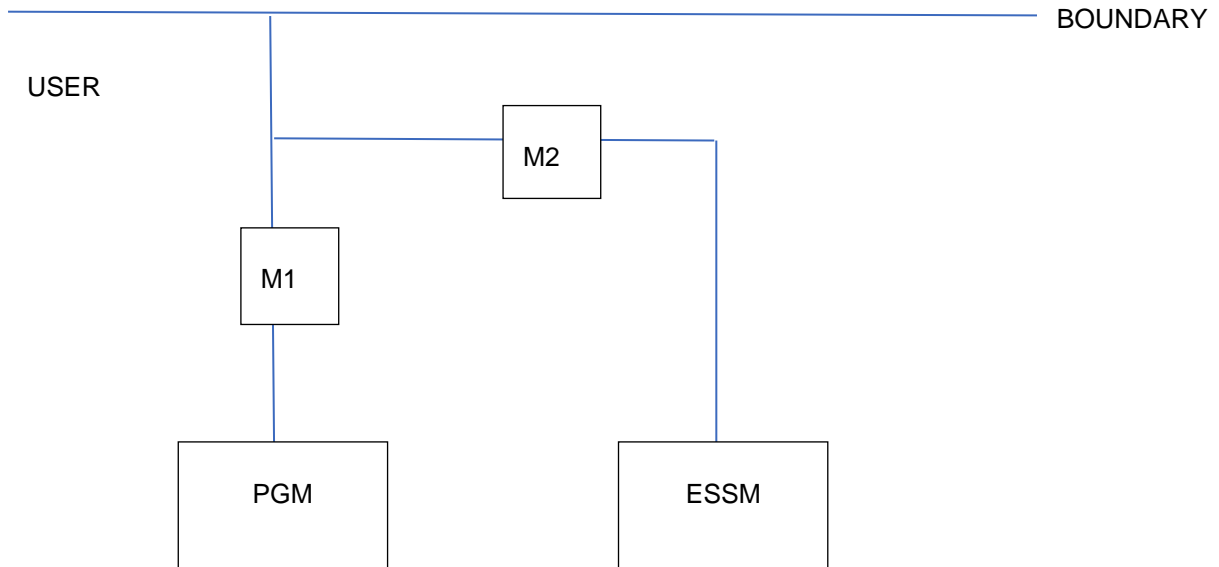 BOUNDARY
USER
M2
M1
PGM
ESSM